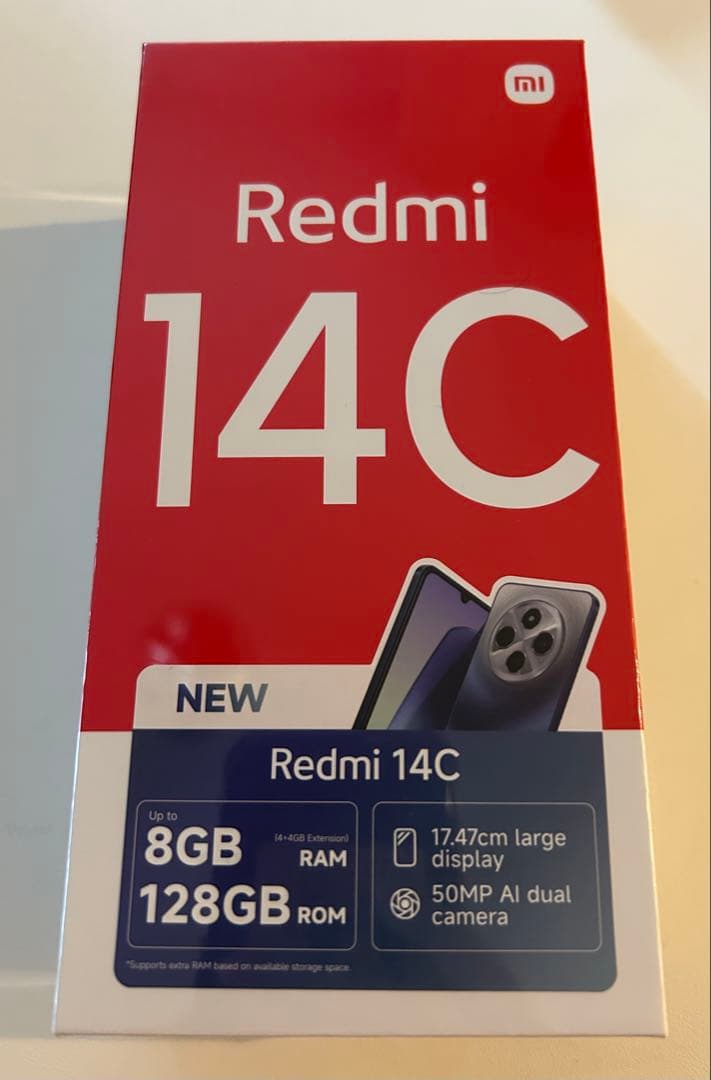 mi
Redmi
14C
NEW
Redmi 14C
Up to
8GB (4+4GB Extension) RAM
128GB ROM
17.47cm large
display
50MP AI dual
camera
*Supports extra RAM based on available storage space.